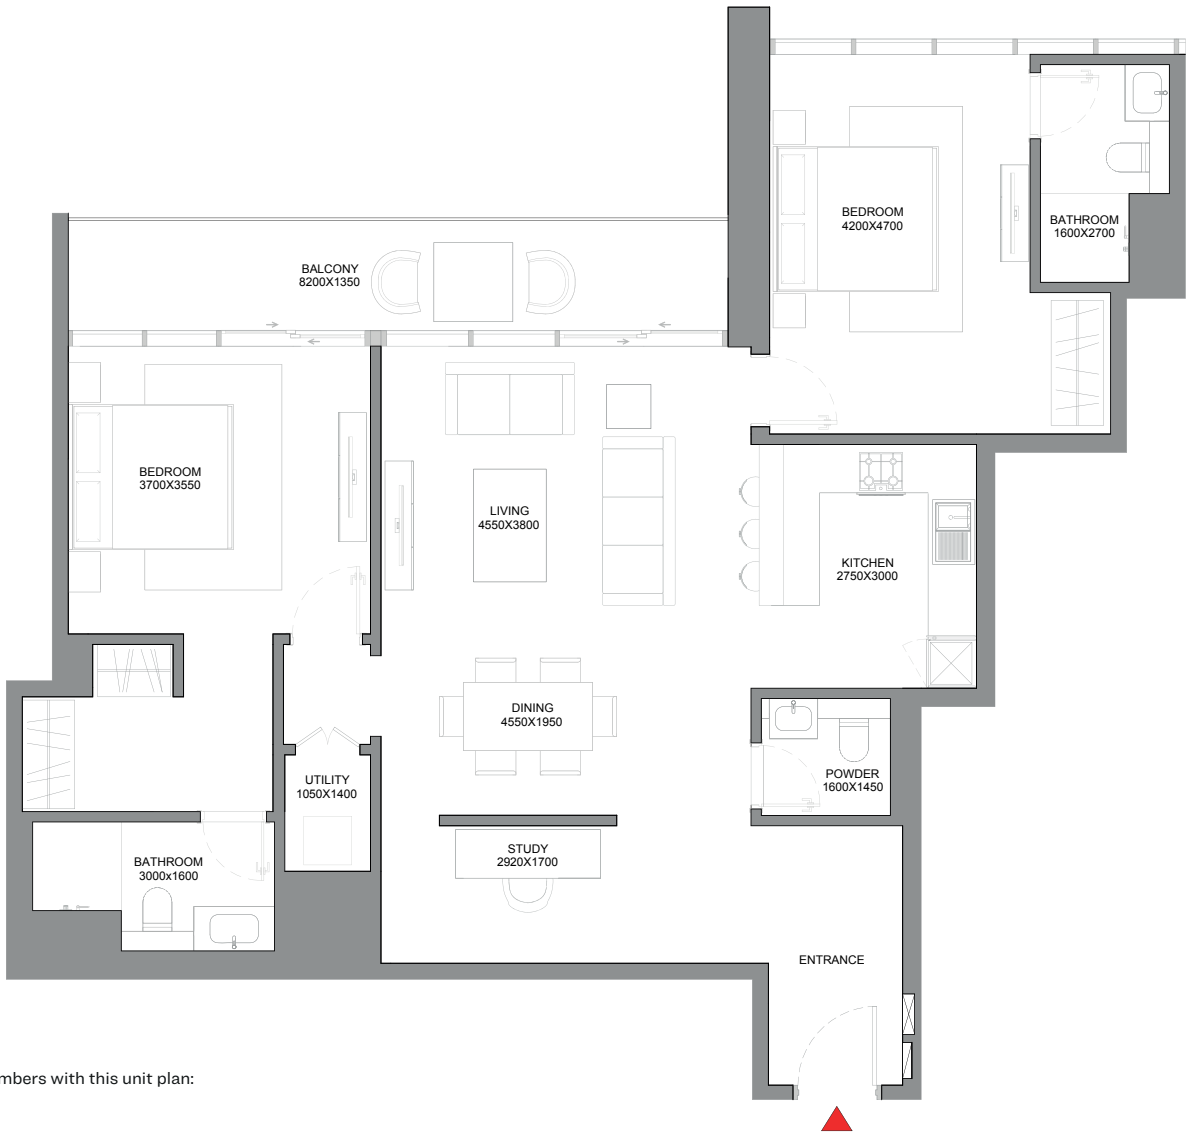 BEDROOM
4200X4700
BATHROOM
1600X2700
BALCONY
8200X1350
BEDROOM
3700X3550
LIVING
4550X3800
KITCHEN
2750X3000
DINING
4550X1950
UTILITY
1050X1400
POWDER
1600X1450
STUDY
2920X1700
BATHROOM
3000x1600
ENTRANCE
mbers with this unit plan: